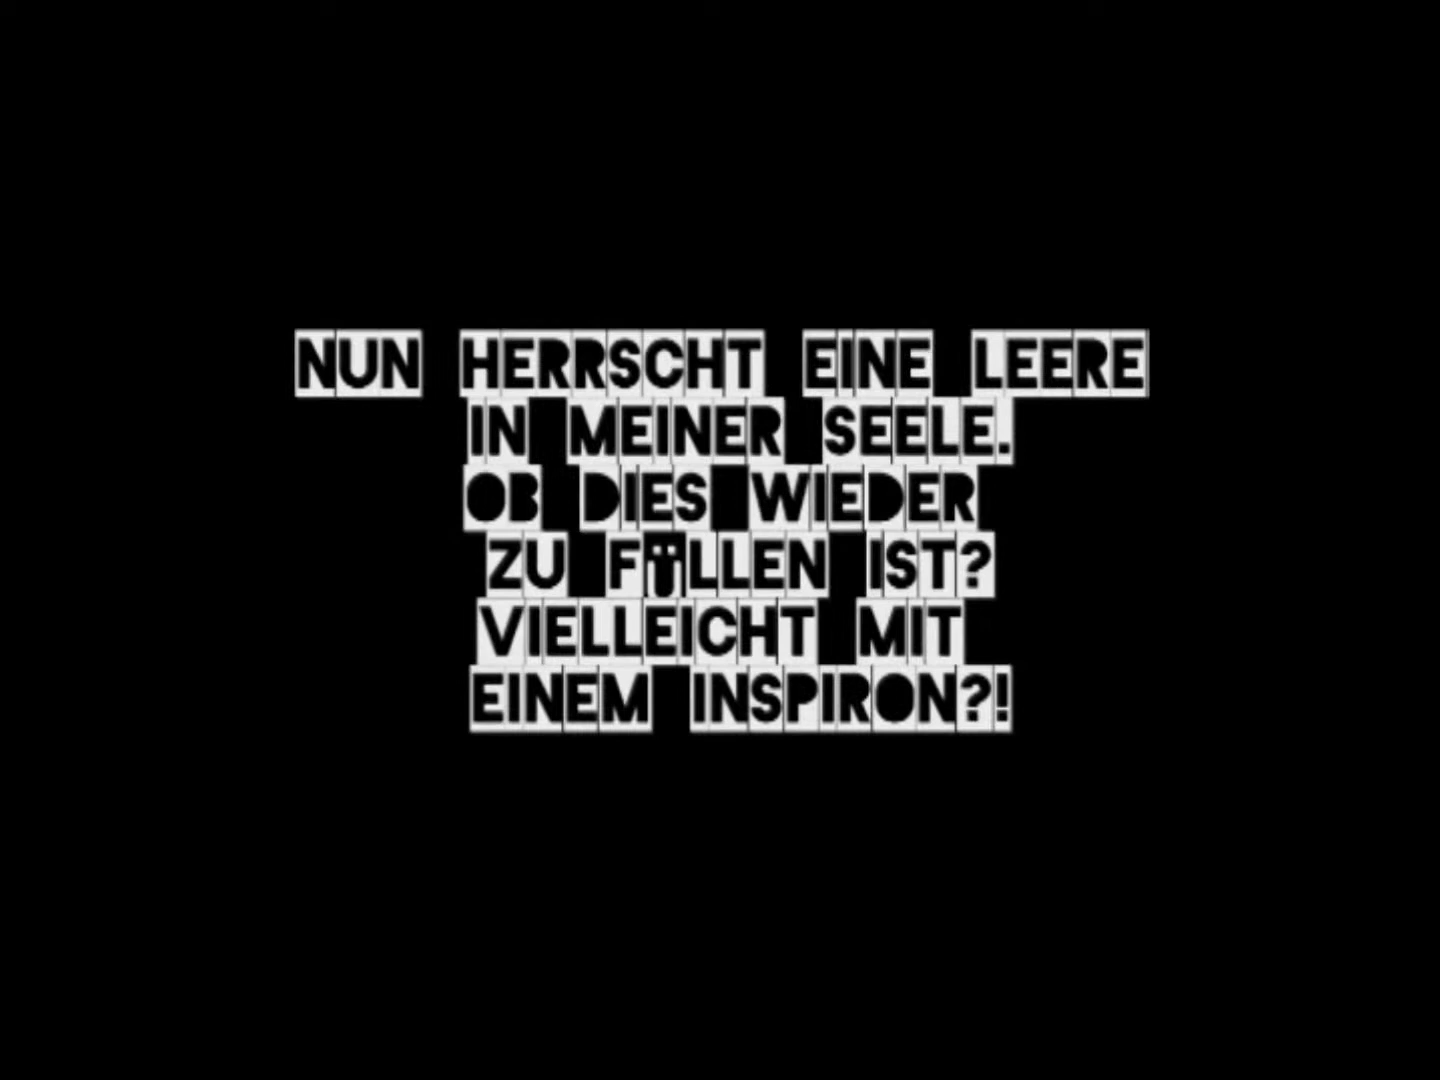 NUN HERRSCHT EINE LEERE
IN MEINER SEELE.
OB DIES WIEDER
ZU FÜLLEN IST?
VIELLEICHT MIT
EINEM INSPIRON?!